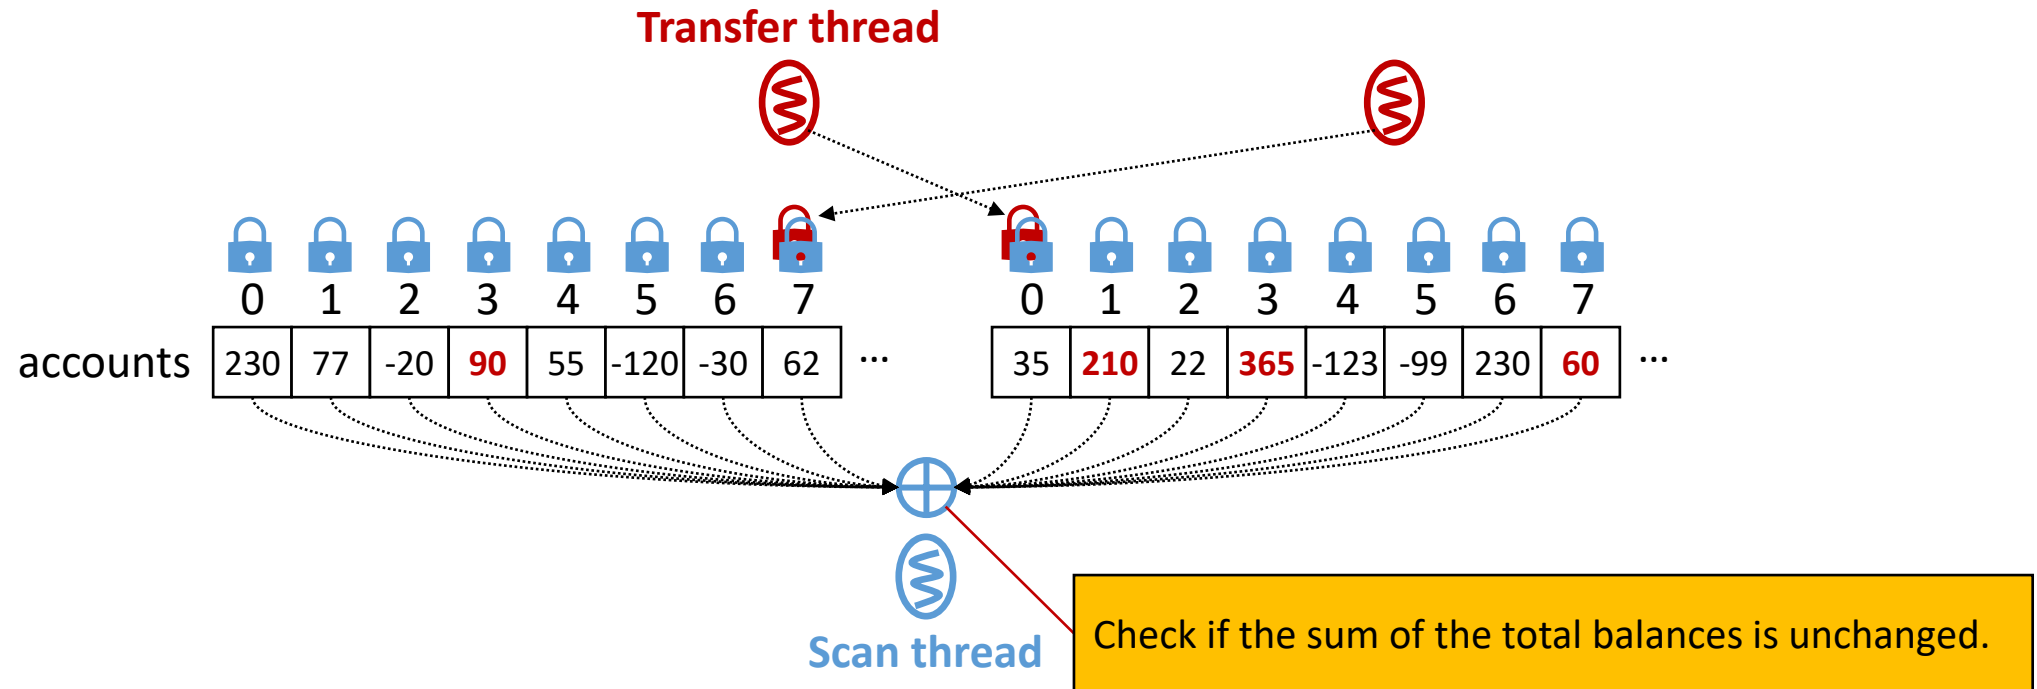 Transfer thread
0 1 2 3 4 5 6 7 0 1 2 3 4 5 6 7
accounts 230 77 -20 90 55 -120 -30 62 ... 35 210 22 365 -123 -99 230 60 ...
Check if the sum of the total balances is unchanged.
Scan thread